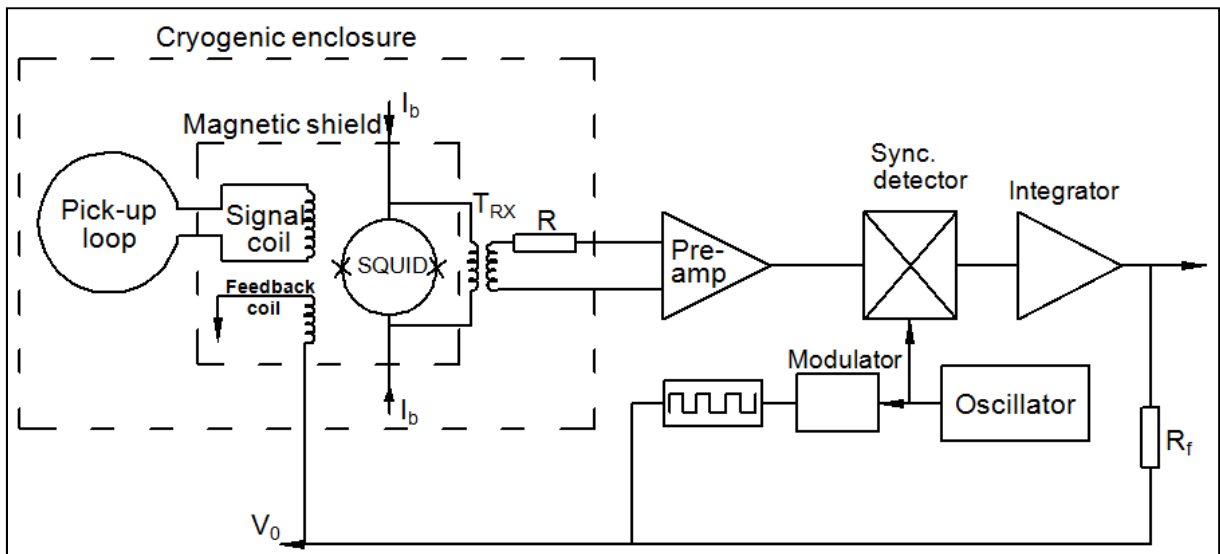 Cryogenic enclosure
I_b
Magnetic shield
Pick-up
loop
Signal
coil
SQUID
T_RX
R
Pre-
amp
Sync.
detector
Integrator
Feedback
coil
Modulator
Oscillator
I_b
R_f
V_0